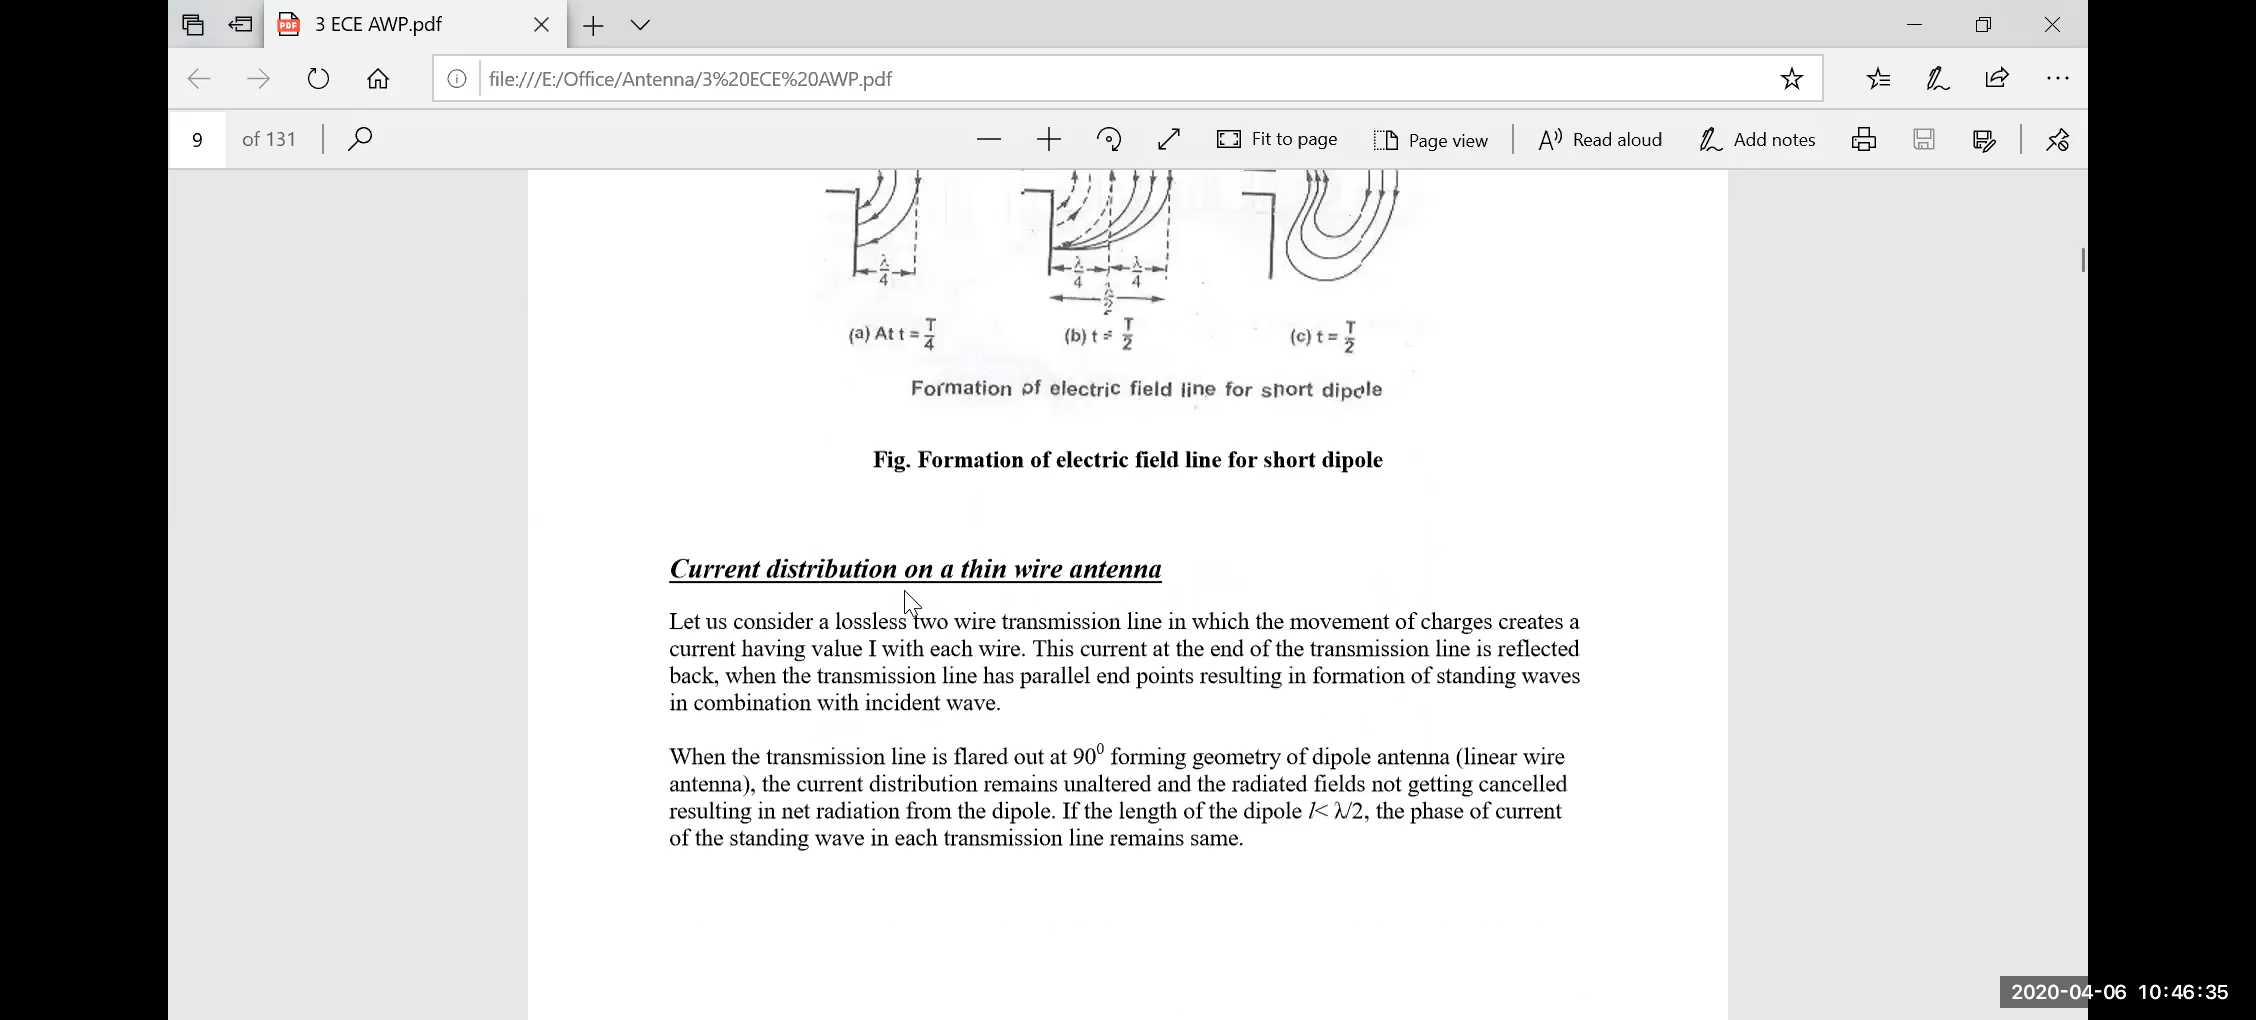 3 ECE AWP.pdf
file:///E:/Office/Antenna/3%20ECE%20AWP.pdf
9 of 131
Fit to page
Page view
Read aloud
Add notes
λ/4
λ/4 λ/4
λ/2
(a) At t = T/4
(b) t = T/2
(c) t = T/2
Formation of electric field line for short dipole
Fig. Formation of electric field line for short dipole
Current distribution on a thin wire antenna
Let us consider a lossless two wire transmission line in which the movement of charges creates a
current having value I with each wire. This current at the end of the transmission line is reflected
back, when the transmission line has parallel end points resulting in formation of standing waves
in combination with incident wave.
When the transmission line is flared out at 90⁰ forming geometry of dipole antenna (linear wire
antenna), the current distribution remains unaltered and the radiated fields not getting cancelled
resulting in net radiation from the dipole. If the length of the dipole l< λ/2, the phase of current
of the standing wave in each transmission line remains same.
2020-04-06 10:46:35